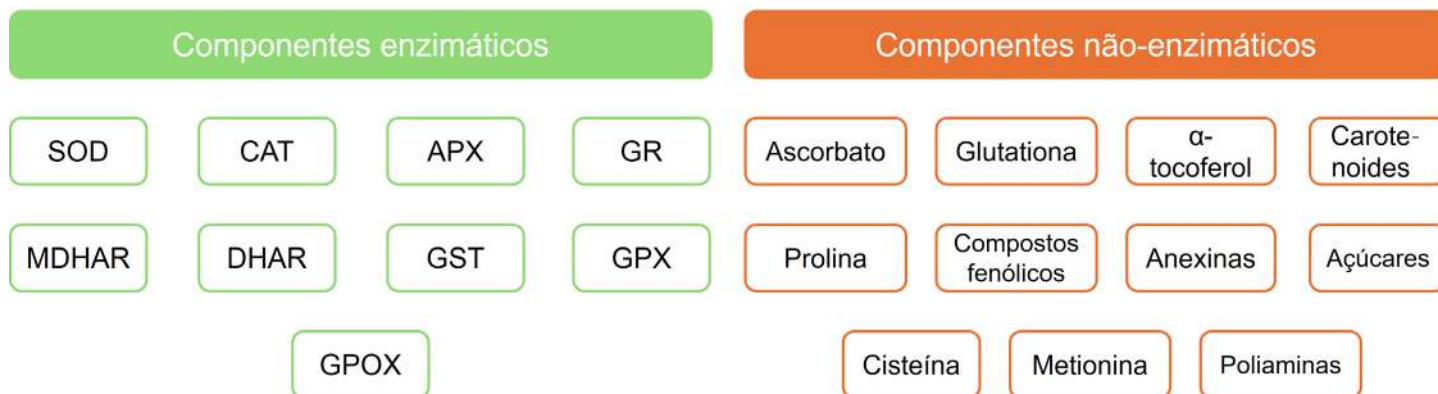 Componentes enzimáticos
Componentes não-enzimáticos
SOD
CAT
APX
GR
Ascorbato
Glutationa
α-
tocoferol
Carote-
noides
MDHAR
DHAR
GST
GPX
Prolina
Compostos
fenólicos
Anexinas
Açúcares
GPOX
Cisteína
Metionina
Poliaminas